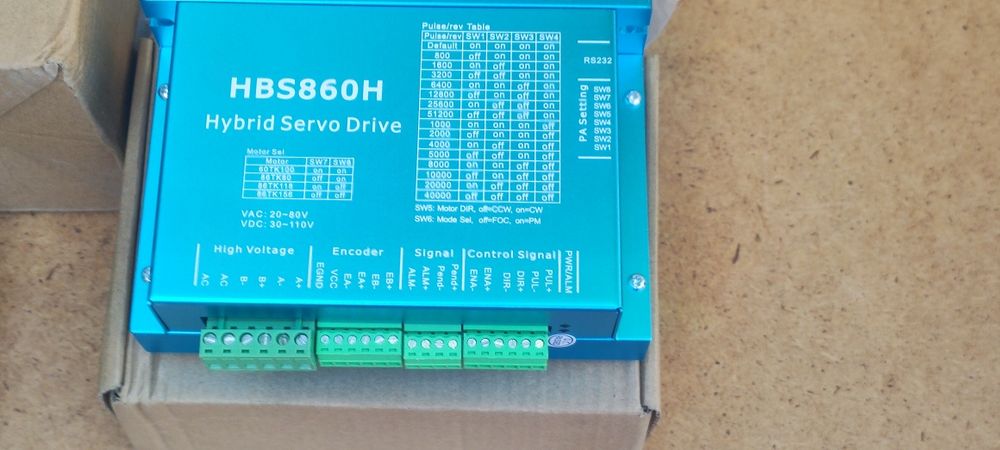 HBS860H
Hybrid Servo Drive
Motor Sel
Motor SW7 SW8
60TK100 on on
86TK80 on off
86TK118 off on
86TK156 off off
VAC: 20~80V
VDC: 30~110V
Pulse/rev Table
Pulse/rev SW1 SW2 SW3 SW4
Default on on on on
800 off on on on
1600 on off on on
3200 off off on on
6400 on on off on
12800 off on off on
25600 on off off on
51200 off off off on
1000 on on on off
2000 off on on off
4000 on off on off
5000 off off on off
8000 on on off off
10000 off on off off
20000 on off off off
40000 off off off off
SW5: Motor DIR, off=CCW, on=CW
SW6: Mode Sel, off=FOC, on=PM
RS232
PA Setting
SW8
SW7
SW6
SW5
SW4
SW3
SW2
SW1
High Voltage
AC
AC
B-
B+
A-
A+
Encoder
EGND
VCC
EA-
EA+
EB-
EB+
Signal
ALM-
ALM+
Pend-
Pend+
Control Signal
ENA-
ENA+
DIR-
DIR+
PUL-
PUL+
PWR/ALM